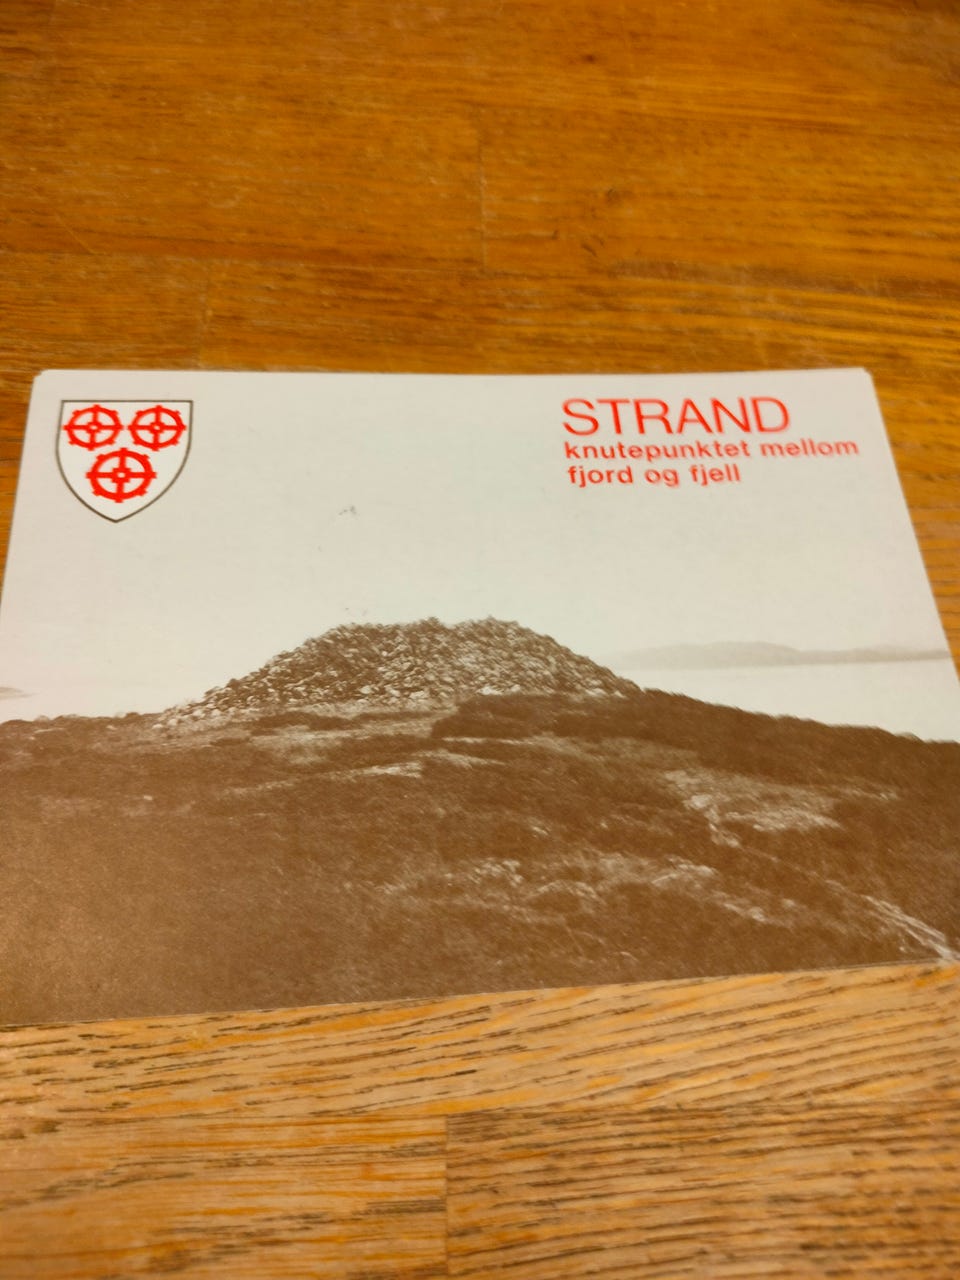 STRAND
knutepunktet mellom
fjord og fjell